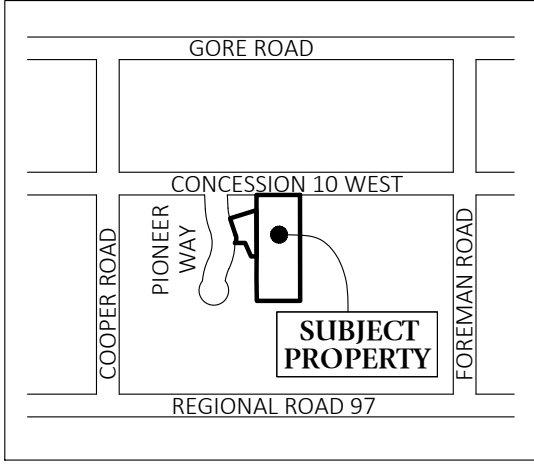 GORE ROAD
CONCESSION 10 WEST
PIONEER
WAY
COOPER ROAD
FOREMAN ROAD
SUBJECT
PROPERTY
REGIONAL ROAD 97